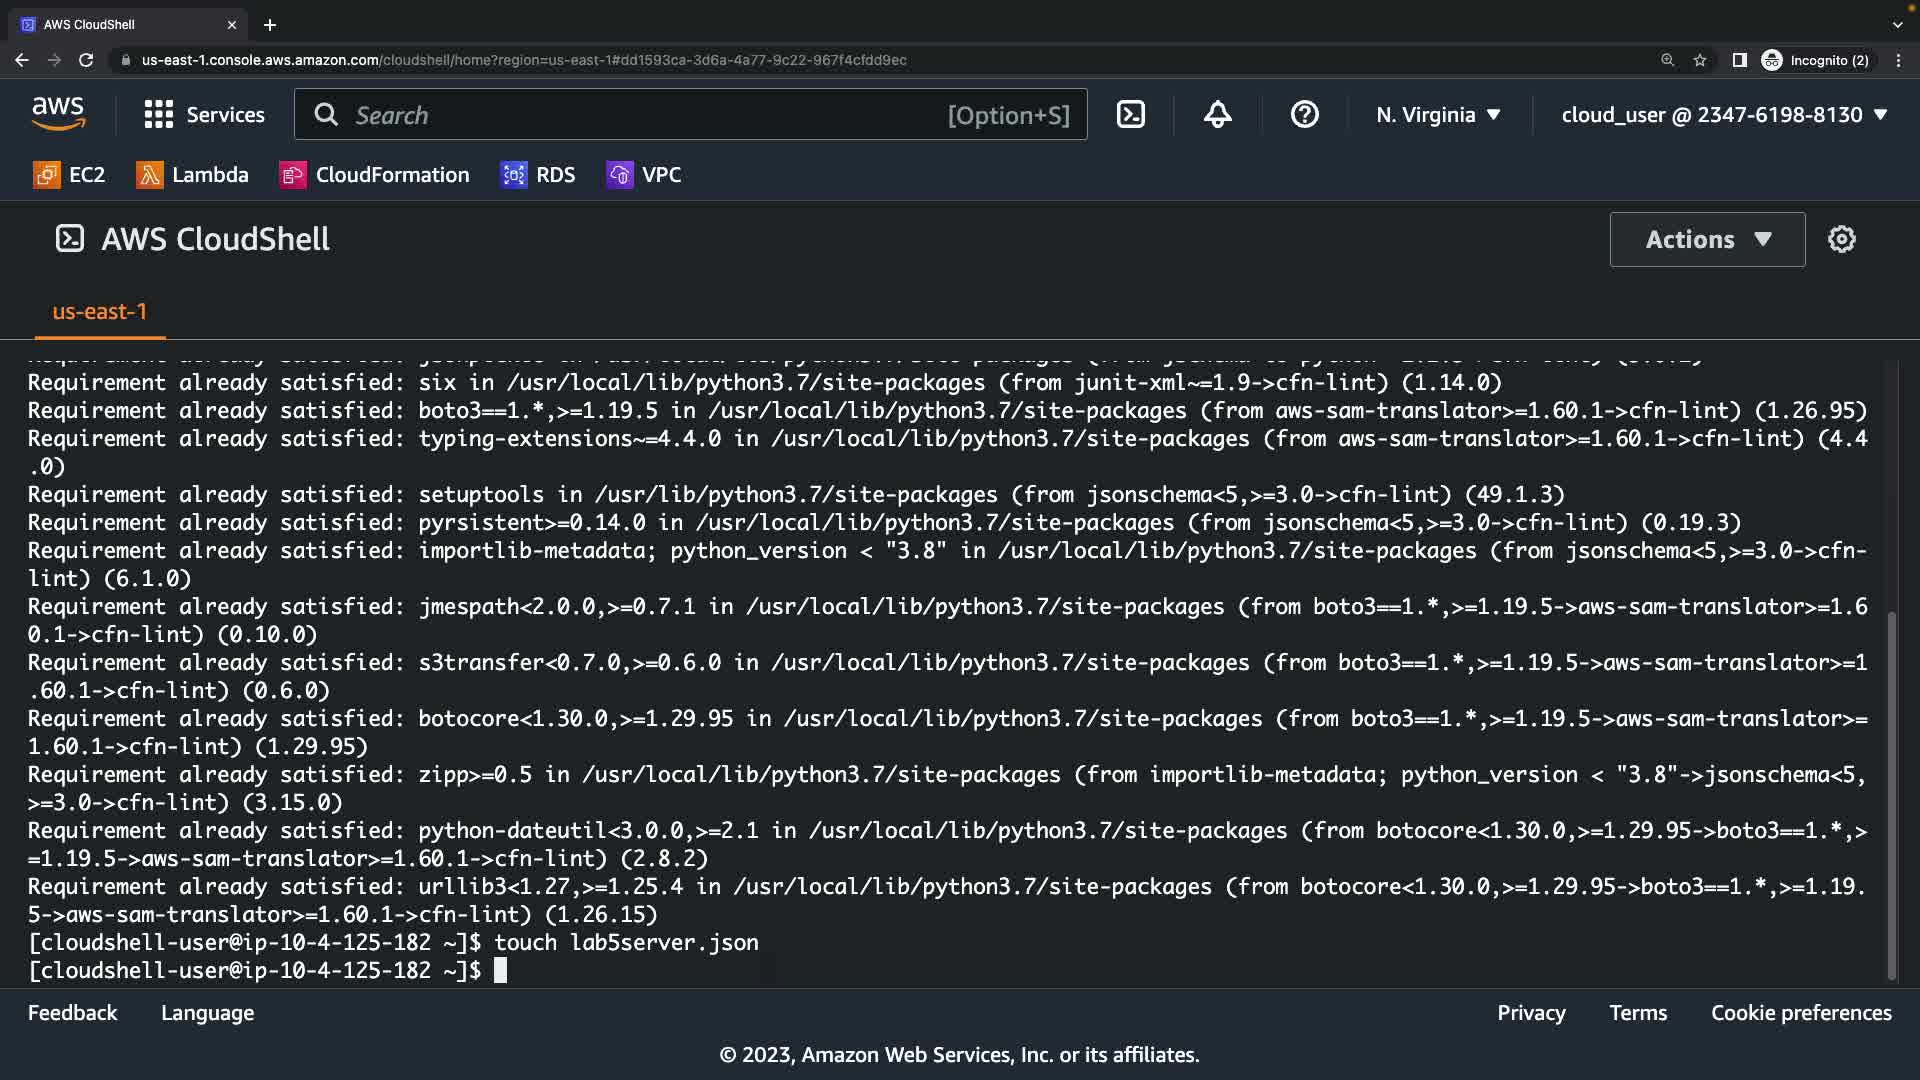 AWS CloudShell
us-east-1.console.aws.amazon.com/cloudshell/home?region=us-east-1#dd1593ca-3d6a-4a77-9c22-967f4cfdd9ec
Incognito (2)
aws
Services
Search
[Option+S]
N. Virginia
cloud_user @ 2347-6198-8130
EC2
Lambda
CloudFormation
RDS
VPC
AWS CloudShell
Actions
us-east-1
Requirement already satisfied: six in /usr/local/lib/python3.7/site-packages (from junit-xml~=1.9->cfn-lint) (1.14.0)
Requirement already satisfied: boto3==1.*,>=1.19.5 in /usr/local/lib/python3.7/site-packages (from aws-sam-translator>=1.60.1->cfn-lint) (1.26.95)
Requirement already satisfied: typing-extensions~=4.4.0 in /usr/local/lib/python3.7/site-packages (from aws-sam-translator>=1.60.1->cfn-lint) (4.4
.0)
Requirement already satisfied: setuptools in /usr/lib/python3.7/site-packages (from jsonschema<5,>=3.0->cfn-lint) (49.1.3)
Requirement already satisfied: pyrsistent>=0.14.0 in /usr/local/lib/python3.7/site-packages (from jsonschema<5,>=3.0->cfn-lint) (0.19.3)
Requirement already satisfied: importlib-metadata; python_version < "3.8" in /usr/local/lib/python3.7/site-packages (from jsonschema<5,>=3.0->cfn-
lint) (6.1.0)
Requirement already satisfied: jmespath<2.0.0,>=0.7.1 in /usr/local/lib/python3.7/site-packages (from boto3==1.*,>=1.19.5->aws-sam-translator>=1.6
0.1->cfn-lint) (0.10.0)
Requirement already satisfied: s3transfer<0.7.0,>=0.6.0 in /usr/local/lib/python3.7/site-packages (from boto3==1.*,>=1.19.5->aws-sam-translator>=1
.60.1->cfn-lint) (0.6.0)
Requirement already satisfied: botocore<1.30.0,>=1.29.95 in /usr/local/lib/python3.7/site-packages (from boto3==1.*,>=1.19.5->aws-sam-translator>=
1.60.1->cfn-lint) (1.29.95)
Requirement already satisfied: zipp>=0.5 in /usr/local/lib/python3.7/site-packages (from importlib-metadata; python_version < "3.8"->jsonschema<5,
>=3.0->cfn-lint) (3.15.0)
Requirement already satisfied: python-dateutil<3.0.0,>=2.1 in /usr/local/lib/python3.7/site-packages (from botocore<1.30.0,>=1.29.95->boto3==1.*,>
=1.19.5->aws-sam-translator>=1.60.1->cfn-lint) (2.8.2)
Requirement already satisfied: urllib3<1.27,>=1.25.4 in /usr/local/lib/python3.7/site-packages (from botocore<1.30.0,>=1.29.95->boto3==1.*,>=1.19.
5->aws-sam-translator>=1.60.1->cfn-lint) (1.26.15)
[cloudshell-user@ip-10-4-125-182 ~]$ touch lab5server.json
[cloudshell-user@ip-10-4-125-182 ~]$
Feedback
Language
Privacy
Terms
Cookie preferences
© 2023, Amazon Web Services, Inc. or its affiliates.